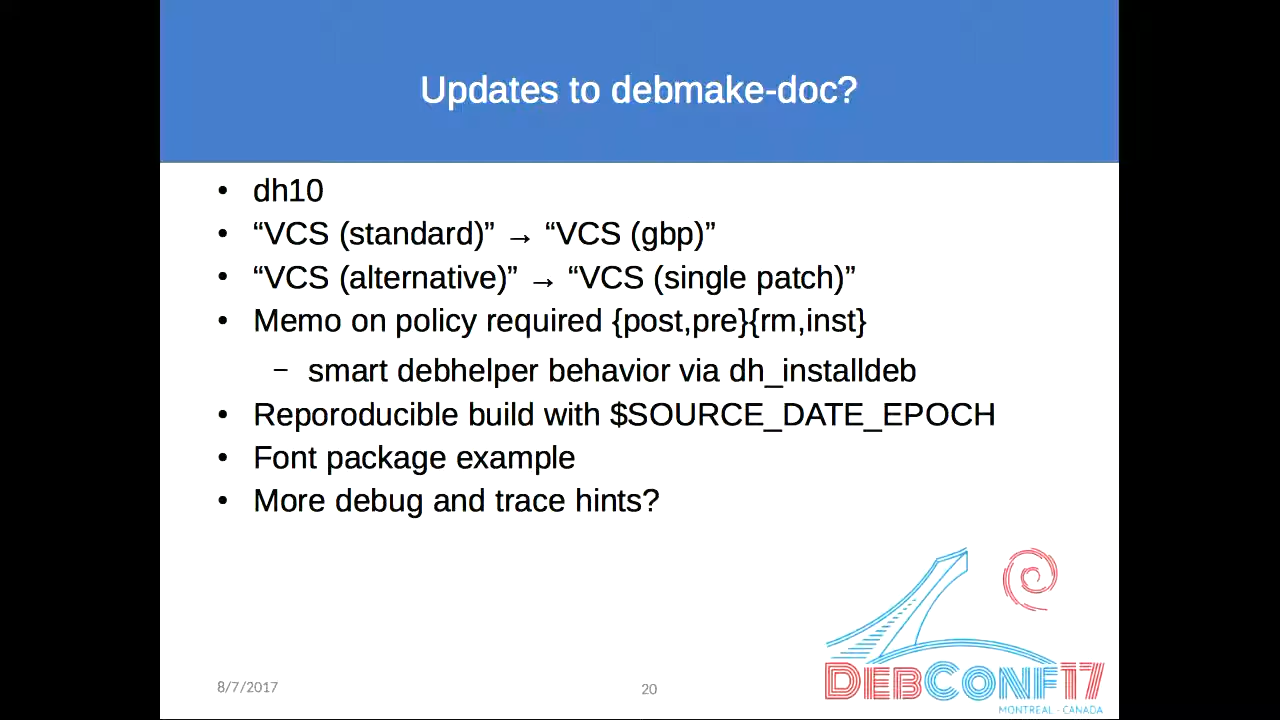 Updates to debmake-doc?
• dh10
• “VCS (standard)” → “VCS (gbp)”
• “VCS (alternative)” → “VCS (single patch)”
• Memo on policy required {post,pre}{rm,inst}
– smart debhelper behavior via dh_installdeb
• Reporoducible build with $SOURCE_DATE_EPOCH
• Font package example
• More debug and trace hints?
DEBCONF17
MONTREAL · CANADA
8/7/2017
20